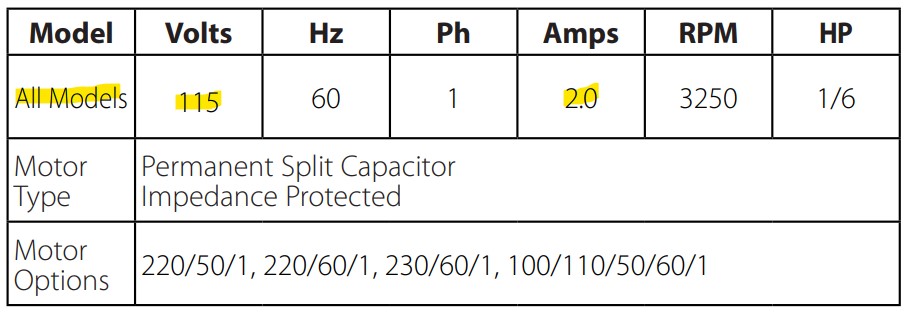 Model Volts Hz Ph Amps RPM HP
All Models 115 60 1 2.0 3250 1/6
Motor Type Permanent Split Capacitor
Impedance Protected
Motor Options 220/50/1, 220/60/1, 230/60/1, 100/110/50/60/1